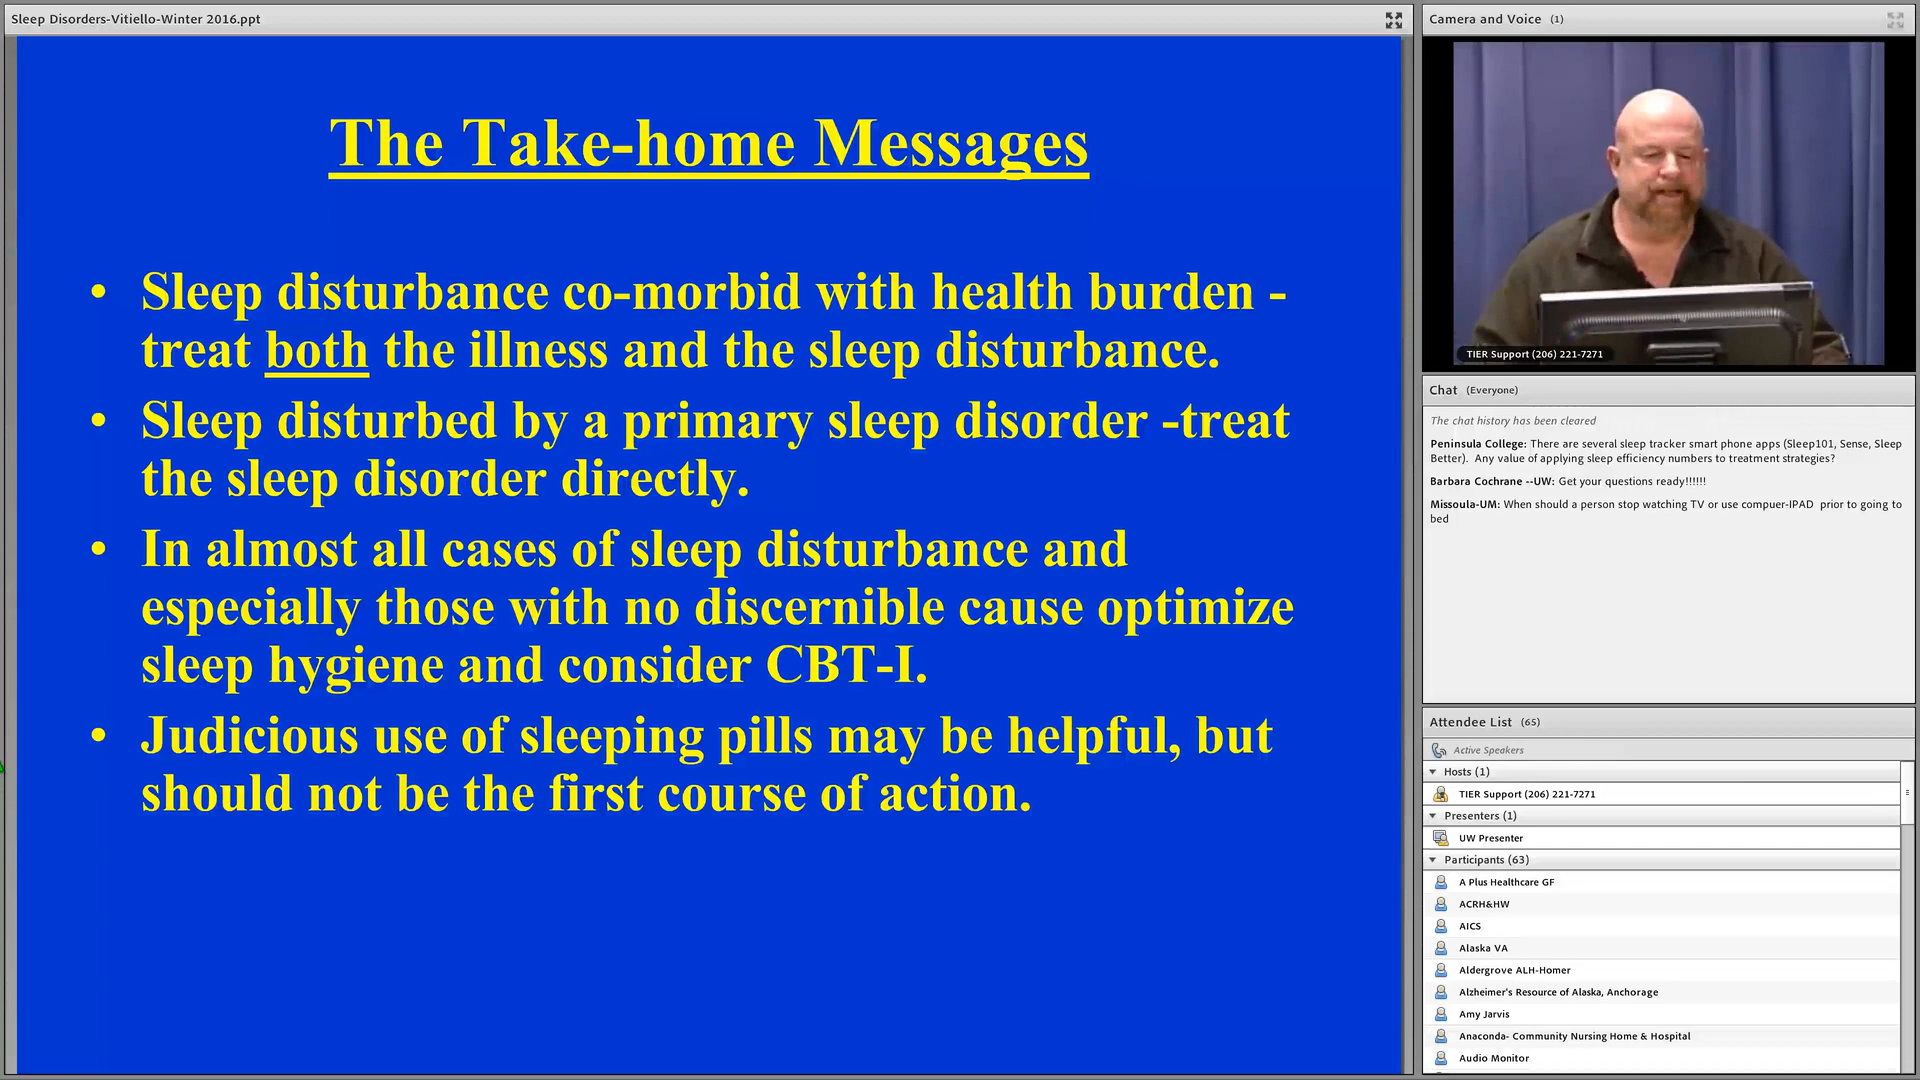 Sleep Disorders-Vitiello-Winter 2016.ppt
The Take-home Messages
• Sleep disturbance co-morbid with health burden -
treat both the illness and the sleep disturbance.
• Sleep disturbed by a primary sleep disorder -treat
the sleep disorder directly.
• In almost all cases of sleep disturbance and
especially those with no discernible cause optimize
sleep hygiene and consider CBT-I.
• Judicious use of sleeping pills may be helpful, but
should not be the first course of action.
Camera and Voice (1)
TIER Support (206) 221-7271
Chat (Everyone)
The chat history has been cleared
Peninsula College: There are several sleep tracker smart phone apps (Sleep101, Sense, Sleep
Better). Any value of applying sleep efficiency numbers to treatment strategies?
Barbara Cochrane --UW: Get your questions ready!!!!!!
Missoula-UM: When should a person stop watching TV or use compuer-IPAD prior to going to
bed
Attendee List (65)
Active Speakers
Hosts (1)
TIER Support (206) 221-7271
Presenters (1)
UW Presenter
Participants (63)
A Plus Healthcare GF
ACRH&HW
AICS
Alaska VA
Aldergrove ALH-Homer
Alzheimer's Resource of Alaska, Anchorage
Amy Jarvis
Anaconda- Community Nursing Home & Hospital
Audio Monitor